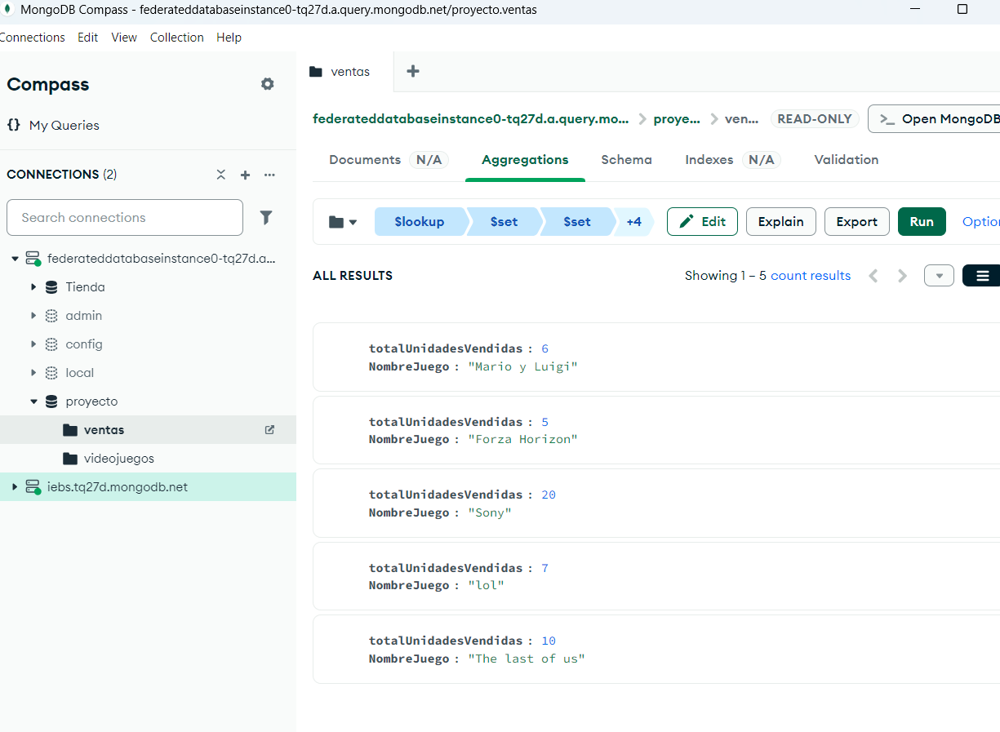 MongoDB Compass - federateddatabaseinstance0-tq27d.a.query.mongodb.net/proyecto.ventas
Connections Edit View Collection Help
Compass
{} My Queries
CONNECTIONS (2)
Search connections
federateddatabaseinstance0-tq27d.a...
Tienda
admin
config
local
proyecto
ventas
videojuegos
iebs.tq27d.mongodb.net
ventas
federateddatabaseinstance0-tq27d.a.query.mo... proye... ven... READ-ONLY >_ Open MongoDB
Documents N/A Aggregations Schema Indexes N/A Validation
$lookup $set $set +4 Edit Explain Export Run Option
ALL RESULTS Showing 1 – 5 count results
totalUnidadesVendidas : 6
NombreJuego : "Mario y Luigi"
totalUnidadesVendidas : 5
NombreJuego : "Forza Horizon"
totalUnidadesVendidas : 20
NombreJuego : "Sony"
totalUnidadesVendidas : 7
NombreJuego : "lol"
totalUnidadesVendidas : 10
NombreJuego : "The last of us"